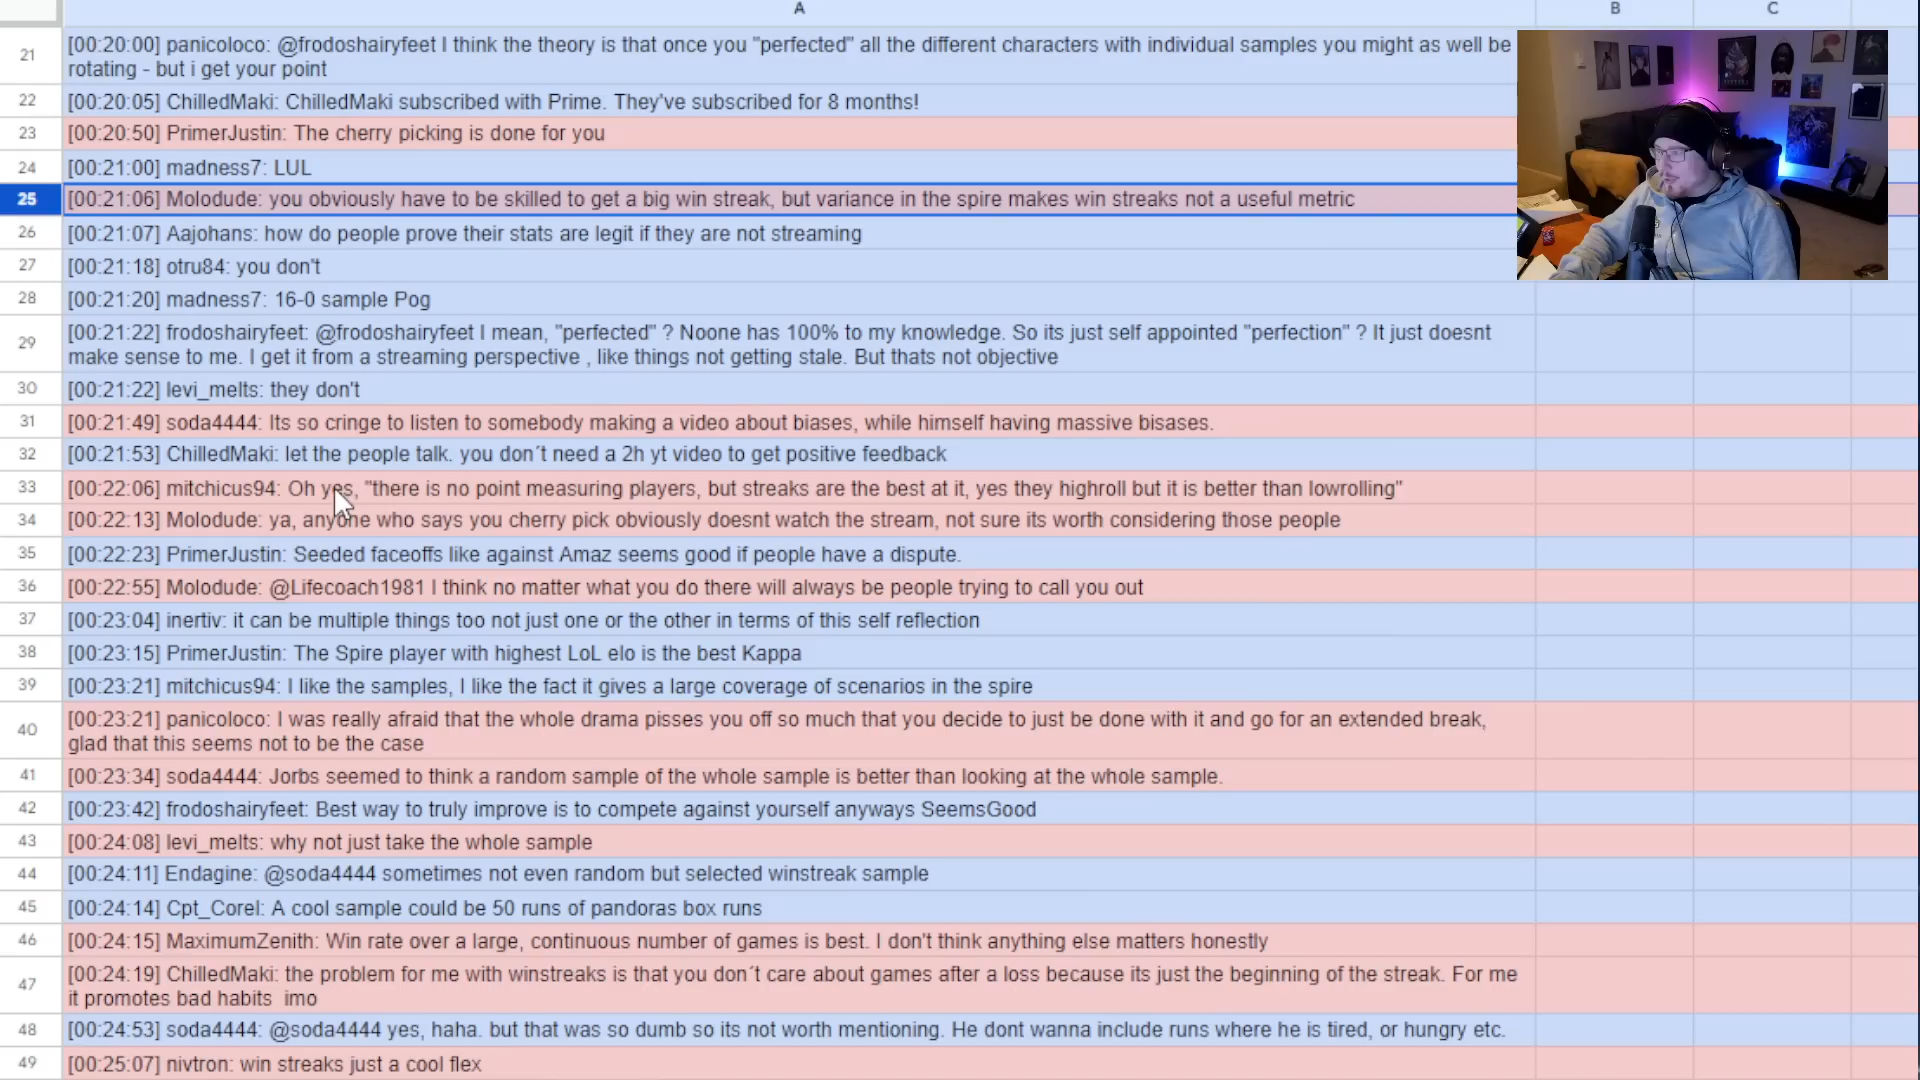 A B C
21 [00:20:00] panicoloco: @frodoshairyfeet I think the theory is that once you "perfected" all the different characters with individual samples you might as well be
rotating - but i get your point
22 [00:20:05] ChilledMaki: ChilledMaki subscribed with Prime. They've subscribed for 8 months!
23 [00:20:50] PrimerJustin: The cherry picking is done for you
24 [00:21:00] madness7: LUL
25 [00:21:06] Molodude: you obviously have to be skilled to get a big win streak, but variance in the spire makes win streaks not a useful metric
26 [00:21:07] Aajohans: how do people prove their stats are legit if they are not streaming
27 [00:21:18] otru84: you don't
28 [00:21:20] madness7: 16-0 sample Pog
29 [00:21:22] frodoshairyfeet: @frodoshairyfeet I mean, "perfected" ? Noone has 100% to my knowledge. So its just self appointed "perfection" ? It just doesnt
make sense to me. I get it from a streaming perspective , like things not getting stale. But thats not objective
30 [00:21:22] levi_melts: they don't
31 [00:21:49] soda4444: Its so cringe to listen to somebody making a video about biases, while himself having massive bisases.
32 [00:21:53] ChilledMaki: let the people talk. you don´t need a 2h yt video to get positive feedback
33 [00:22:06] mitchicus94: Oh yes, "there is no point measuring players, but streaks are the best at it, yes they highroll but it is better than lowrolling"
34 [00:22:13] Molodude: ya, anyone who says you cherry pick obviously doesnt watch the stream, not sure its worth considering those people
35 [00:22:23] PrimerJustin: Seeded faceoffs like against Amaz seems good if people have a dispute.
36 [00:22:55] Molodude: @Lifecoach1981 I think no matter what you do there will always be people trying to call you out
37 [00:23:04] inertiv: it can be multiple things too not just one or the other in terms of this self reflection
38 [00:23:15] PrimerJustin: The Spire player with highest LoL elo is the best Kappa
39 [00:23:21] mitchicus94: I like the samples, I like the fact it gives a large coverage of scenarios in the spire
40 [00:23:21] panicoloco: I was really afraid that the whole drama pisses you off so much that you decide to just be done with it and go for an extended break,
glad that this seems not to be the case
41 [00:23:34] soda4444: Jorbs seemed to think a random sample of the whole sample is better than looking at the whole sample.
42 [00:23:42] frodoshairyfeet: Best way to truly improve is to compete against yourself anyways SeemsGood
43 [00:24:08] levi_melts: why not just take the whole sample
44 [00:24:11] Endagine: @soda4444 sometimes not even random but selected winstreak sample
45 [00:24:14] Cpt_Corel: A cool sample could be 50 runs of pandoras box runs
46 [00:24:15] MaximumZenith: Win rate over a large, continuous number of games is best. I don't think anything else matters honestly
47 [00:24:19] ChilledMaki: the problem for me with winstreaks is that you don´t care about games after a loss because its just the beginning of the streak. For me
it promotes bad habits  imo
48 [00:24:53] soda4444: @soda4444 yes, haha. but that was so dumb so its not worth mentioning. He dont wanna include runs where he is tired, or hungry etc.
49 [00:25:07] nivtron: win streaks just a cool flex